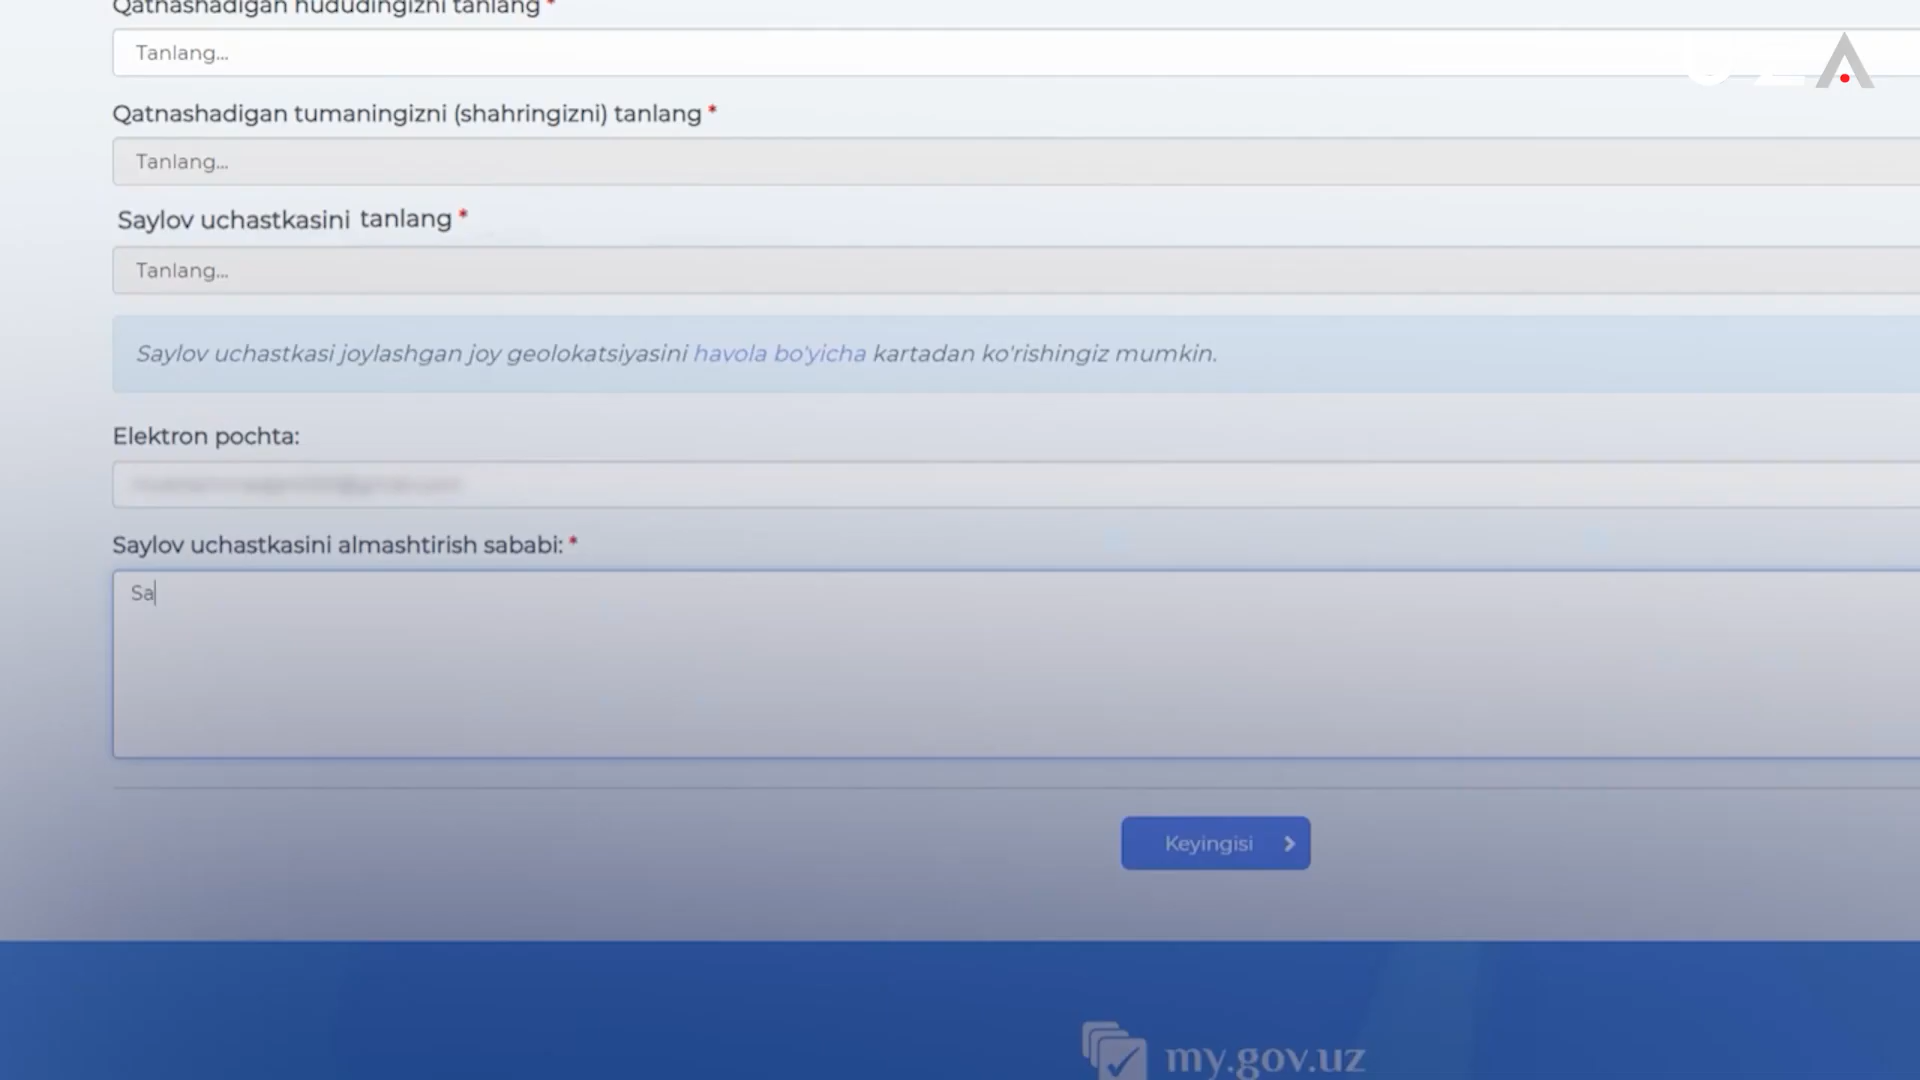 Qatnashadigan hududingizni tanlang *
Tanlang...
Qatnashadigan tumaningizni (shahringizni) tanlang *
Tanlang...
Saylov uchastkasini tanlang *
Tanlang...
Saylov uchastkasi joylashgan joy geolokatsiyasini havola bo'yicha kartadan ko'rishingiz mumkin.
Elektron pochta:
Saylov uchastkasini almashtirish sababi: *
Sa
Keyingisi
my.gov.uz